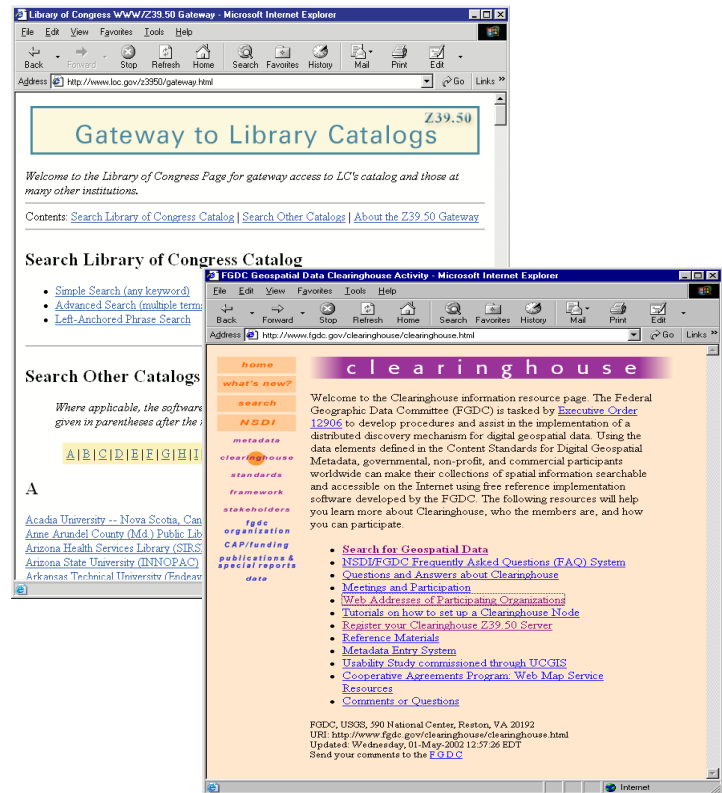 Library of Congress WWW/Z39.50 Gateway - Microsoft Internet Explorer
File Edit View Favorites Tools Help
Back Forward Stop Refresh Home Search Favorites History Mail Print Edit
Address http://www.loc.gov/z3950/gateway.html Go Links »
Z39.50
Gateway to Library Catalogs
Welcome to the Library of Congress Page for gateway access to LC's catalog and those at
many other institutions.
Contents: Search Library of Congress Catalog | Search Other Catalogs | About the Z39.50 Gateway
Search Library of Congress Catalog
Simple Search (any keyword)
Advanced Search (multiple term
Left-Anchored Phrase Search
Search Other Catalogs
Where applicable, the software
given in parentheses after the
A|B|C|D|E|F|G|H|I
A
Acadia University -- Nova Scotia, Can
Anne Arundel County (Md.) Public Lib
Arizona Health Services Library (SIRS
Arizona State University (INNOPAC)
Arkansas Technical University (Endeav
FGDC Geospatial Data Clearinghouse Activity - Microsoft Internet Explorer
File Edit View Favorites Tools Help
Back Forward Stop Refresh Home Search Favorites History Mail Print Edit
Address http://www.fgdc.gov/clearinghouse/clearinghouse.html Go Links »
home
what's new?
search
NSDI
metadata
clearinghouse
standards
framework
stakeholders
fgdc
organization
CAP/funding
publications &
special reports
data
clearinghouse
Welcome to the Clearinghouse information resource page. The Federal
Geographic Data Committee (FGDC) is tasked by Executive Order
12906 to develop procedures and assist in the implementation of a
distributed discovery mechanism for digital geospatial data. Using the
data elements defined in the Content Standards for Digital Geospatial
Metadata, governmental, non-profit, and commercial participants
worldwide can make their collections of spatial information searchable
and accessible on the Internet using free reference implementation
software developed by the FGDC. The following resources will help
you learn more about Clearinghouse, who the members are, and how
you can participate.
Search for Geospatial Data
NSDI/FGDC Frequently Asked Questions (FAQ) System
Questions and Answers about Clearinghouse
Meetings and Participation
Web Addresses of Participating Organizations
Tutorials on how to set up a Clearinghouse Node
Register your Clearinghouse Z39.50 Server
Reference Materials
Metadata Entry System
Usability Study commissioned through UCGIS
Cooperative Agreements Program: Web Map Service
Resources
Comments or Questions
FGDC, USGS, 590 National Center, Reston, VA 20192
URI: http://www.fgdc.gov/clearinghouse/clearinghouse.html
Updated: Wednesday, 01-May-2002 12:57:26 EDT
Send your comments to the FGDC
Internet